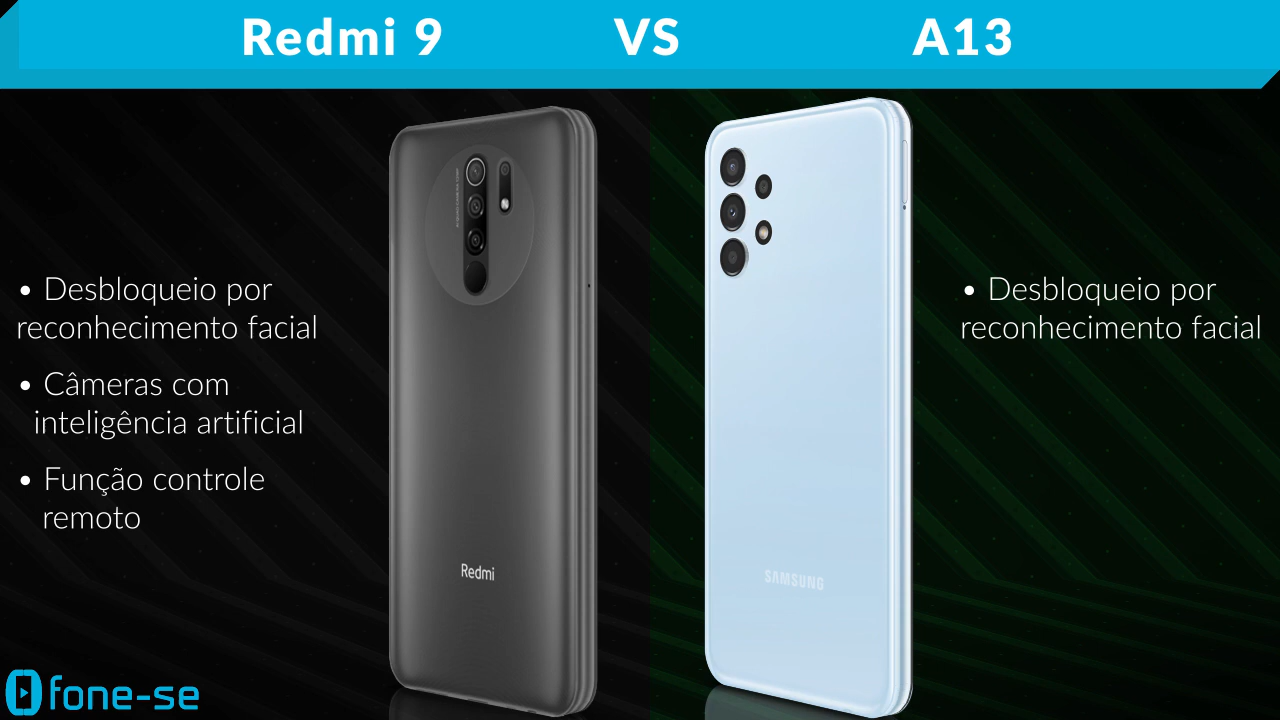 Redmi 9 VS A13
• Desbloqueio por
reconhecimento facial
• Câmeras com
inteligência artificial
• Função controle
remoto
• Desbloqueio por
reconhecimento facial
Redmi
SAMSUNG
fone-se